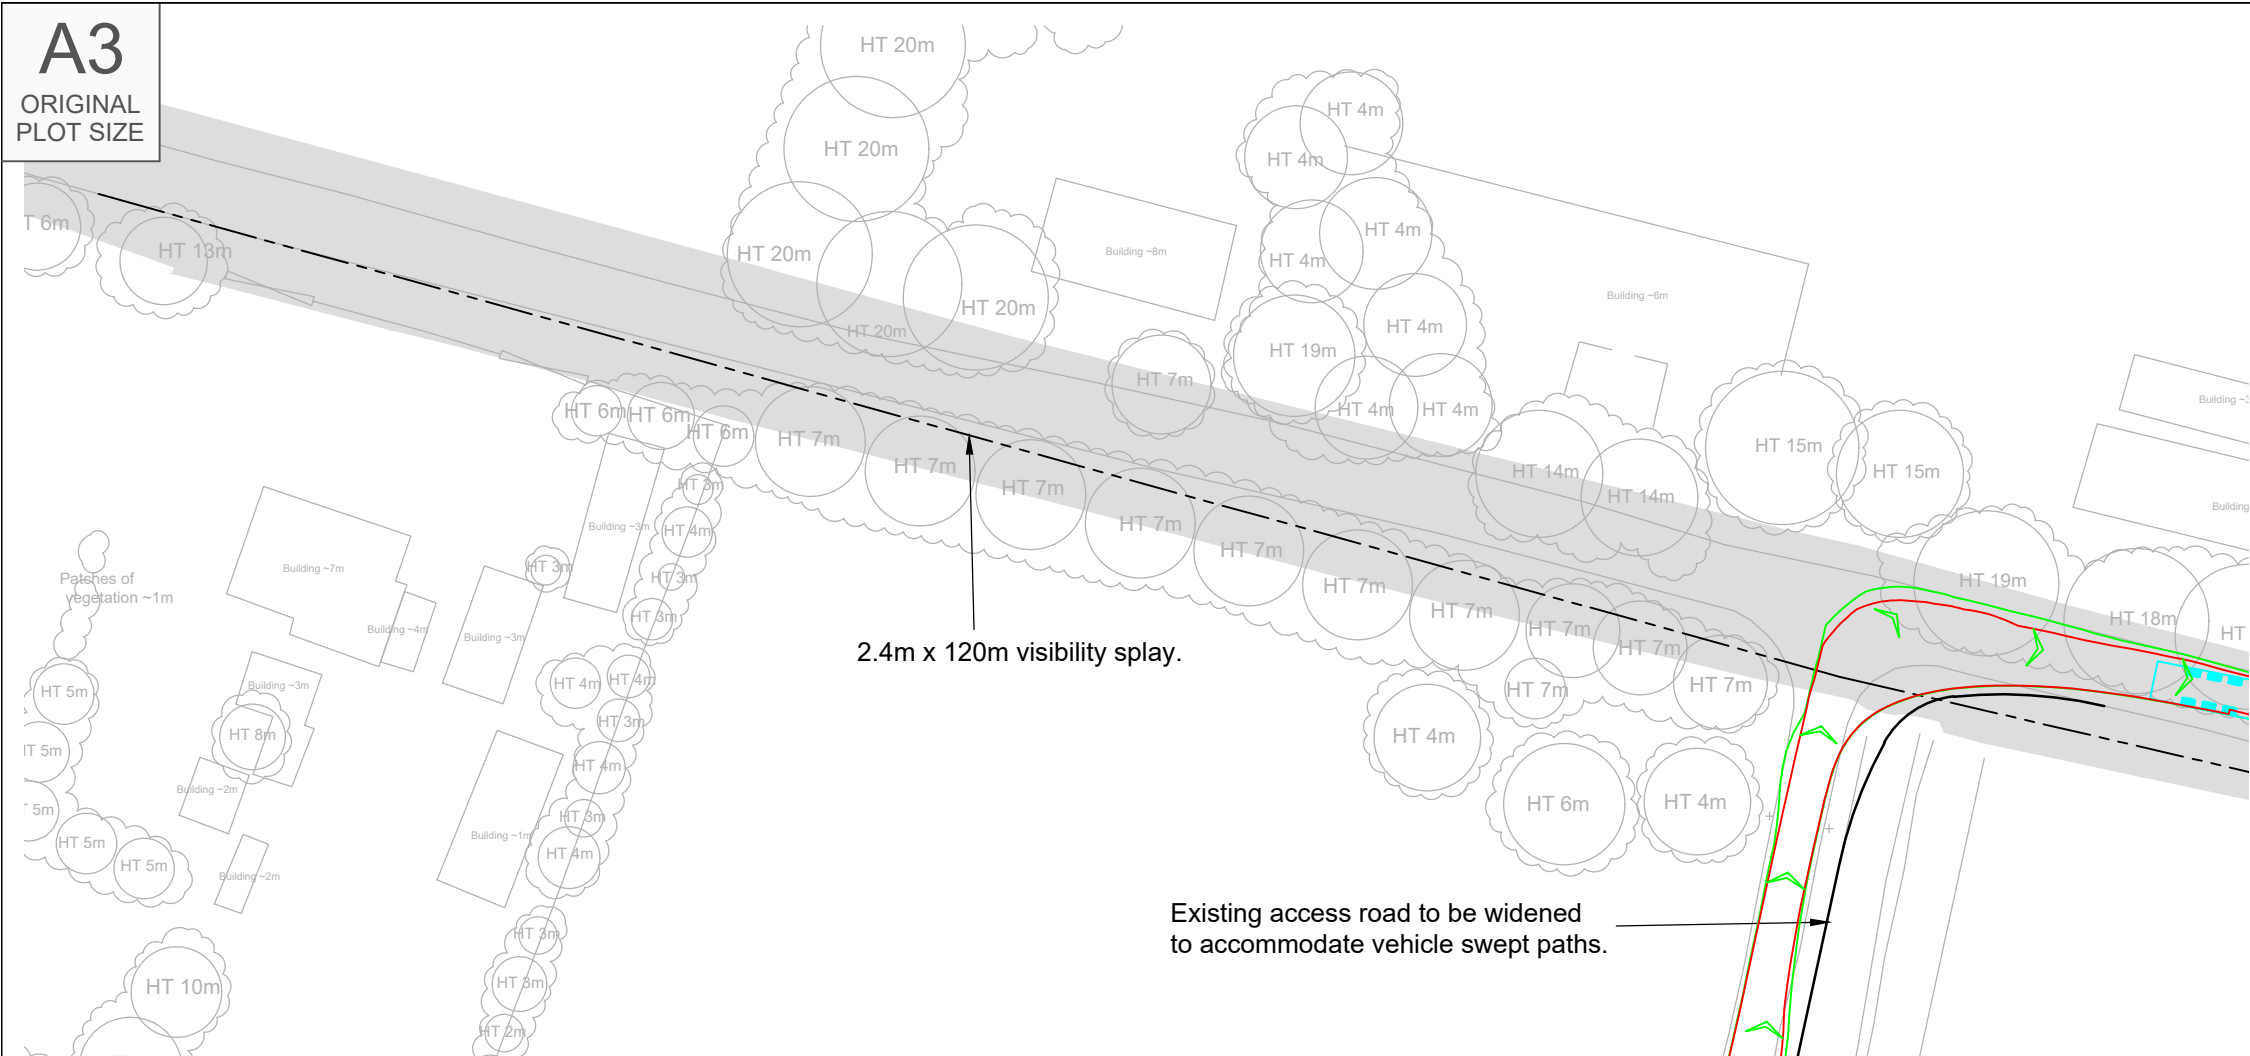 A3
ORIGINAL
PLOT SIZE
HT 20m
HT 4m
HT 20m
HT 4m
HT 6m
HT 13m
HT 20m
Building ~8m
HT 4m
HT 4m
HT 20m
HT 20m
Building ~6m
HT 4m
HT 19m
HT 7m
HT 4m
HT 4m
HT 6m
HT 6m
HT 6m
HT 7m
HT 7m
HT 7m
HT 14m
HT 14m
HT 15m
HT 15m
Building ~3
Building
HT 3m
HT 4m
Building ~3m
HT 7m
HT 7m
HT 7m
HT 7m
HT 7m
HT 7m
HT 7m
HT 7m
HT 19m
HT 18m
HT
Building ~7m
HT 3m
HT 3m
Patches of
vegetation ~1m
HT 3m
Building ~4m
Building ~3m
2.4m x 120m visibility splay.
HT 5m
Building ~3m
HT 4m
HT 4m
HT 3m
HT 8m
HT 5m
HT 4m
HT 4m
HT 6m
HT 4m
Building ~2m
HT 5m
HT 3m
HT 5m
Building ~1m
HT 4m
HT 5m
Building ~2m
Existing access road to be widened
to accommodate vehicle swept paths.
HT 3m
HT 3m
HT 10m
HT 2m